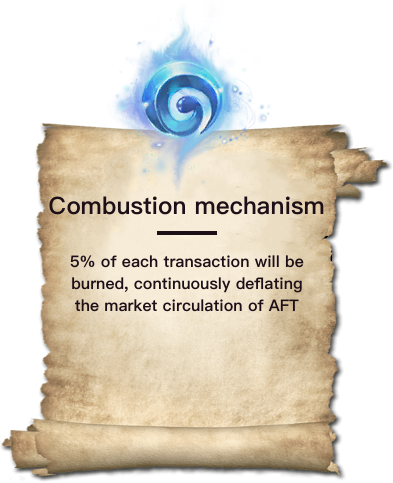 Combustion mechanism
5% of each transaction will be
burned, continuously deflating
the market circulation of AFT